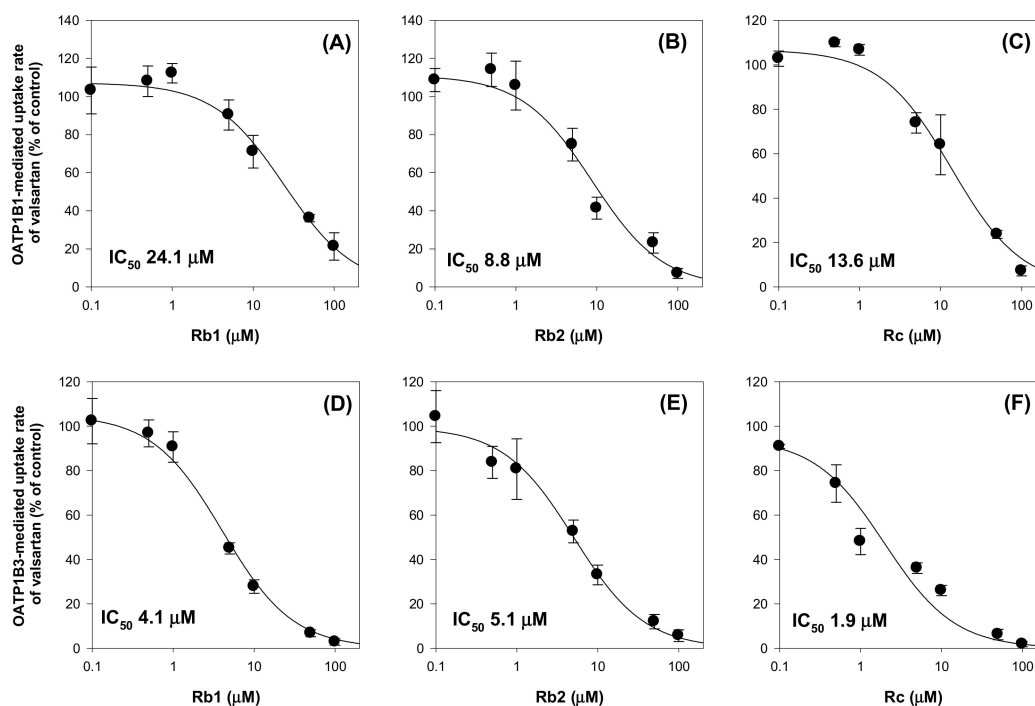 OATP1B1-mediated uptake rate
of valsartan (% of control)
140
120
100
80
60
40
20
0
(A)
IC50 24.1 μM
0.1 1 10 100
Rb1 (μM)
140
120
100
80
60
40
20
0
(B)
IC50 8.8 μM
0.1 1 10 100
Rb2 (μM)
120
100
80
60
40
20
0
(C)
IC50 13.6 μM
0.1 1 10 100
Rc (μM)
OATP1B3-mediated uptake rate
of valsartan (% of control)
120
100
80
60
40
20
0
(D)
IC50 4.1 μM
0.1 1 10 100
Rb1 (μM)
120
100
80
60
40
20
0
(E)
IC50 5.1 μM
0.1 1 10 100
Rb2 (μM)
120
100
80
60
40
20
0
(F)
IC50 1.9 μM
0.1 1 10 100
Rc (μM)